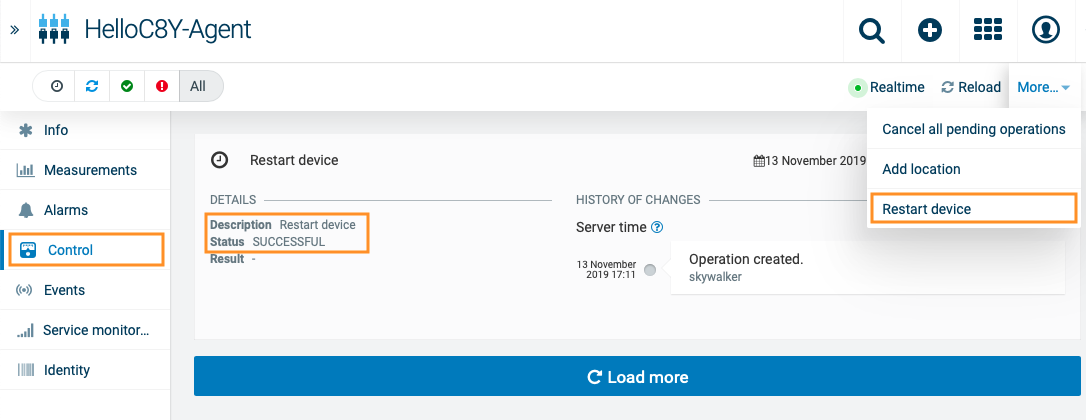 HelloC8Y-Agent
All
Realtime
Reload
More...
Cancel all pending operations
Add location
Restart device
Info
Measurements
Alarms
Control
Events
Service monitor...
Identity
Restart device
13 November 2019
DETAILS
Description Restart device
Status SUCCESSFUL
Result -
HISTORY OF CHANGES
Server time
13 November
2019 17:11
Operation created.
skywalker
Load more